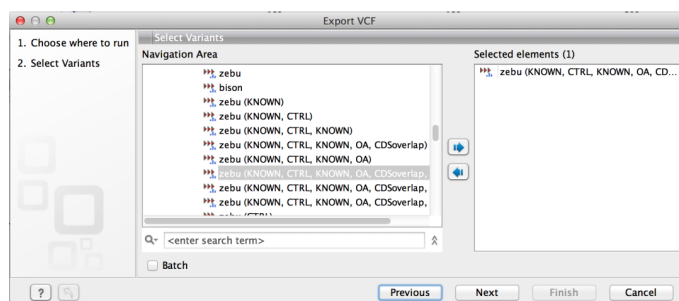 Export VCF
1. Choose where to run
2. Select Variants
Select Variants
Navigation Area
zebu
bison
zebu (KNOWN)
zebu (KNOWN, CTRL)
zebu (KNOWN, CTRL, KNOWN)
zebu (KNOWN, CTRL, KNOWN, OA, CDSoverlap)
zebu (KNOWN, CTRL, KNOWN, OA)
zebu (KNOWN, CTRL, KNOWN, OA, CDSoverlap,
zebu (KNOWN, CTRL, KNOWN, OA, CDSoverlap,
zebu (KNOWN, CTRL, KNOWN, OA, CDSoverlap,
zebu (CTRL)
<enter search term>
Batch
Selected elements (1)
zebu (KNOWN, CTRL, KNOWN, OA, CD...
?
Previous
Next
Finish
Cancel